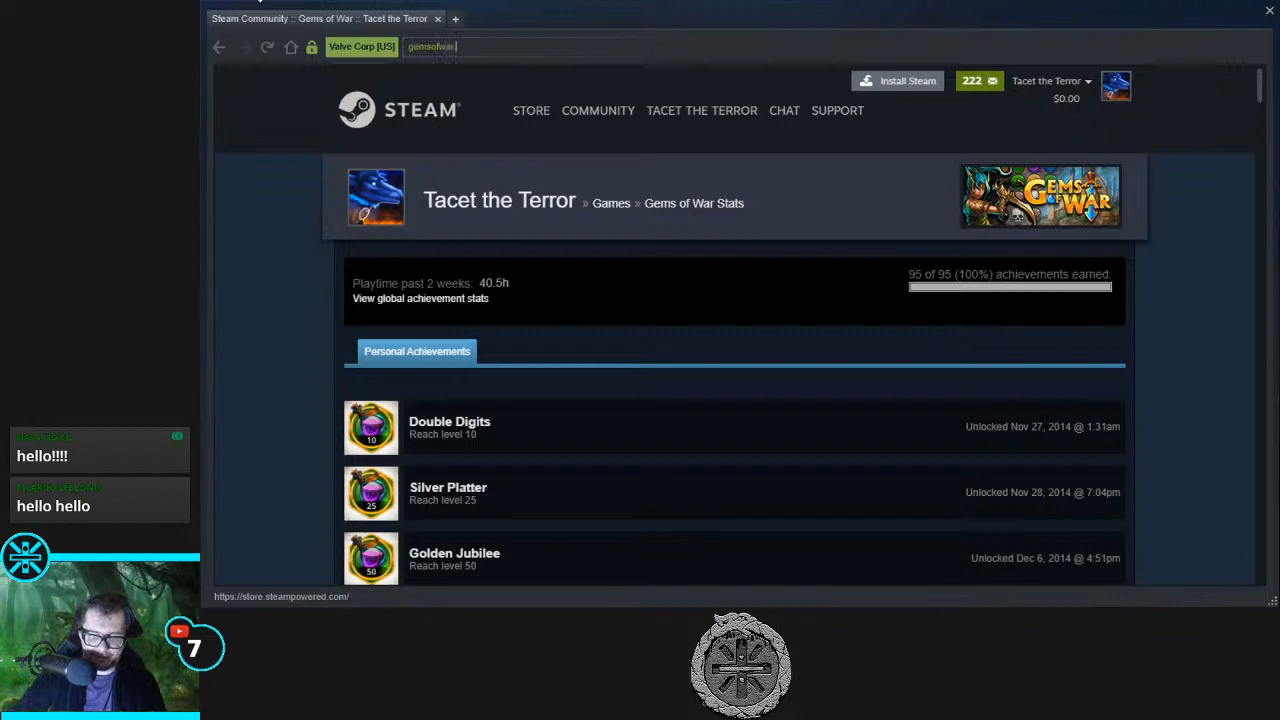 Steam Community :: Gems of War :: Tacet the Terror
Valve Corp [US]
Install Steam
222
Tacet the Terror
$0.00
STEAM
STORE
COMMUNITY
TACET THE TERROR
CHAT
SUPPORT
Tacet the Terror » Games » Gems of War Stats
GEMS OF WAR
Playtime past 2 weeks: 40.5h
View global achievement stats
95 of 95 (100%) achievements earned:
Personal Achievements
10
Double Digits
Reach level 10
Unlocked Nov 27, 2014 @ 1:31am
25
Silver Platter
Reach level 25
Unlocked Nov 28, 2014 @ 7:04pm
50
Golden Jubilee
Reach level 50
Unlocked Dec 6, 2014 @ 4:51pm
https://store.steampowered.com/
hello!!!!
hello hello
7